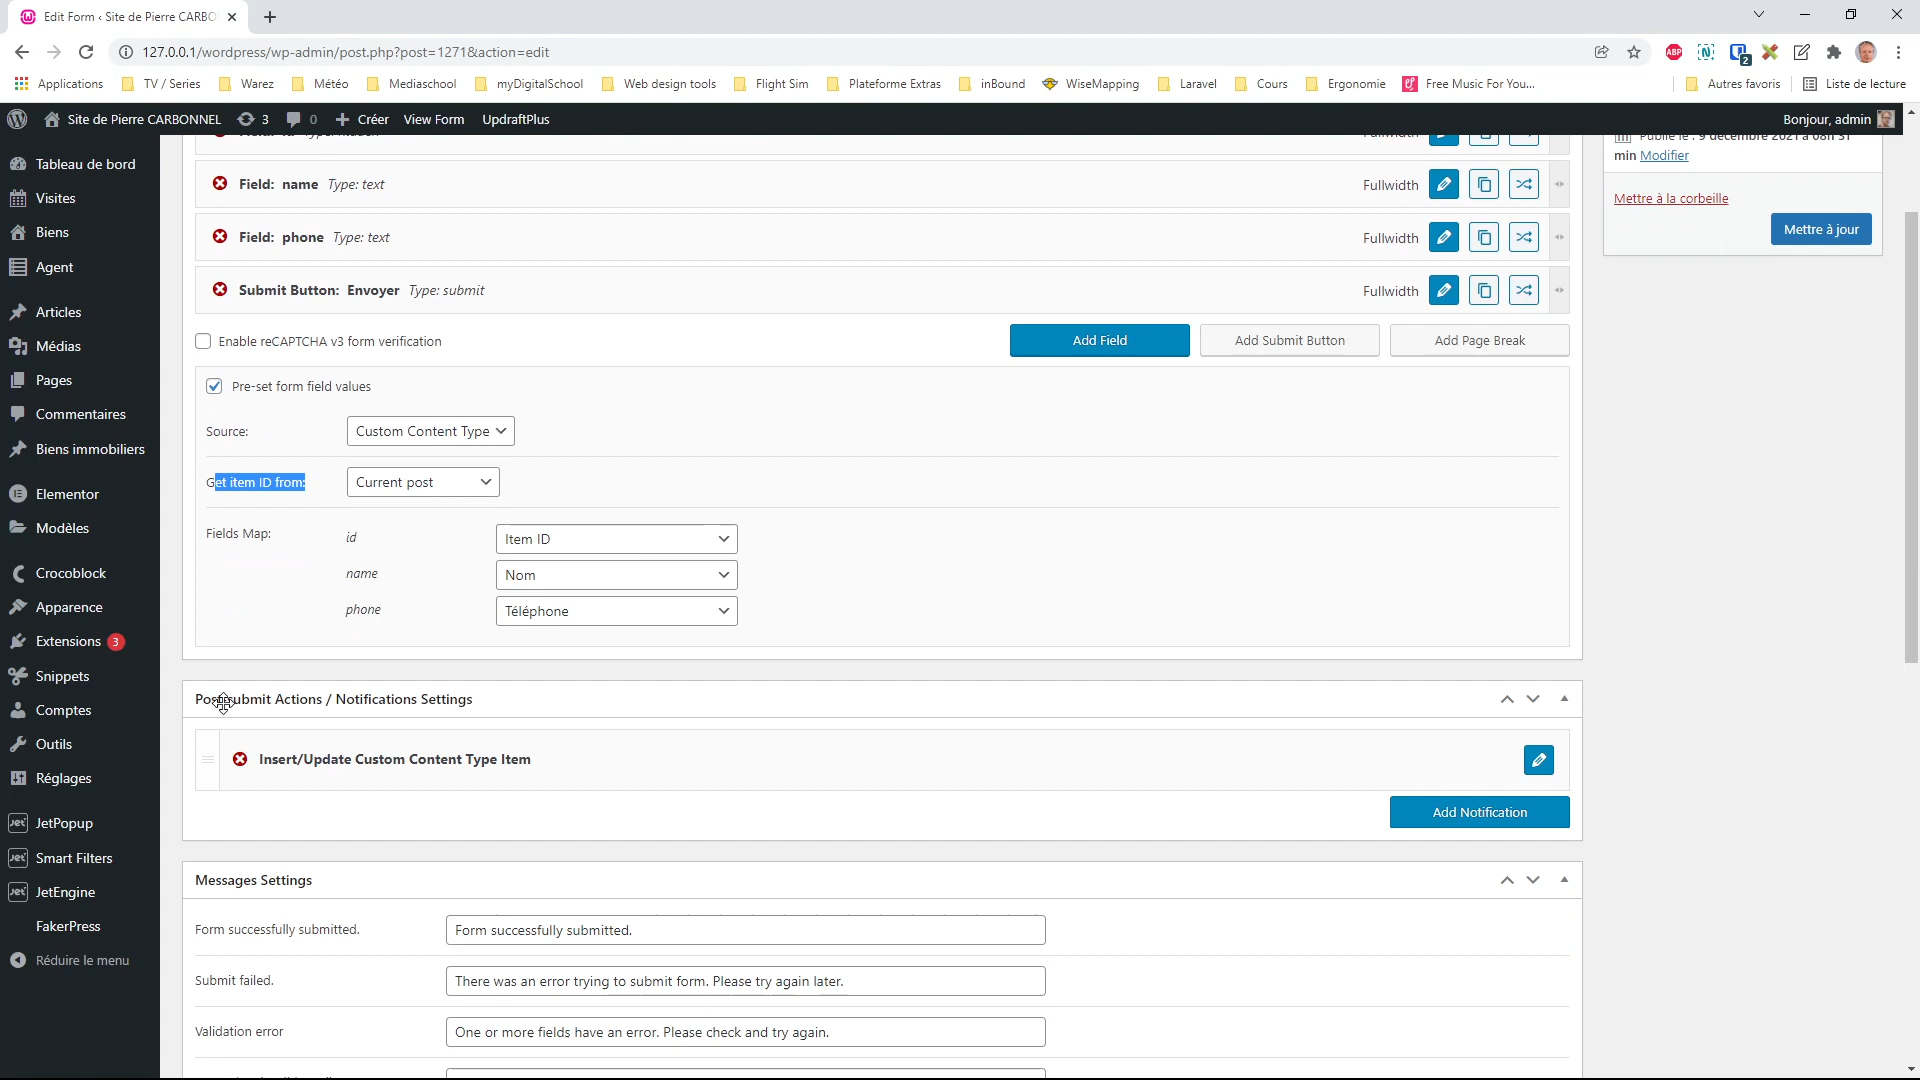 Edit Form ‹ Site de Pierre CARBO
127.0.0.1/wordpress/wp-admin/post.php?post=1271&action=edit
ABP
N
2
Applications
TV / Series
Warez
Météo
Mediaschool
myDigitalSchool
Web design tools
Flight Sim
Plateforme Extras
inBound
WiseMapping
Laravel
Cours
Ergonomie
Free Music For You...
Autres favoris
Liste de lecture
Site de Pierre CARBONNEL
3
0
Créer
View Form
UpdraftPlus
Bonjour, admin
Tableau de bord
Visites
Biens
Agent
Articles
Médias
Pages
Commentaires
Biens immobiliers
Elementor
Modèles
Crocoblock
Apparence
Extensions 3
Snippets
Comptes
Outils
Réglages
JetPopup
Smart Filters
JetEngine
FakerPress
Réduire le menu
Field: name Type: text
Fullwidth
Field: phone Type: text
Fullwidth
Submit Button: Envoyer Type: submit
Fullwidth
Enable reCAPTCHA v3 form verification
Add Field
Add Submit Button
Add Page Break
Pre-set form field values
Source:
Custom Content Type
Get item ID from:
Current post
Fields Map:
id
Item ID
name
Nom
phone
Téléphone
Post-submit Actions / Notifications Settings
Insert/Update Custom Content Type Item
Add Notification
Messages Settings
Form successfully submitted.
Form successfully submitted.
Submit failed.
There was an error trying to submit form. Please try again later.
Validation error
One or more fields have an error. Please check and try again.
Publié le : 9 décembre 2021 à 08h 31
min Modifier
Mettre à la corbeille
Mettre à jour